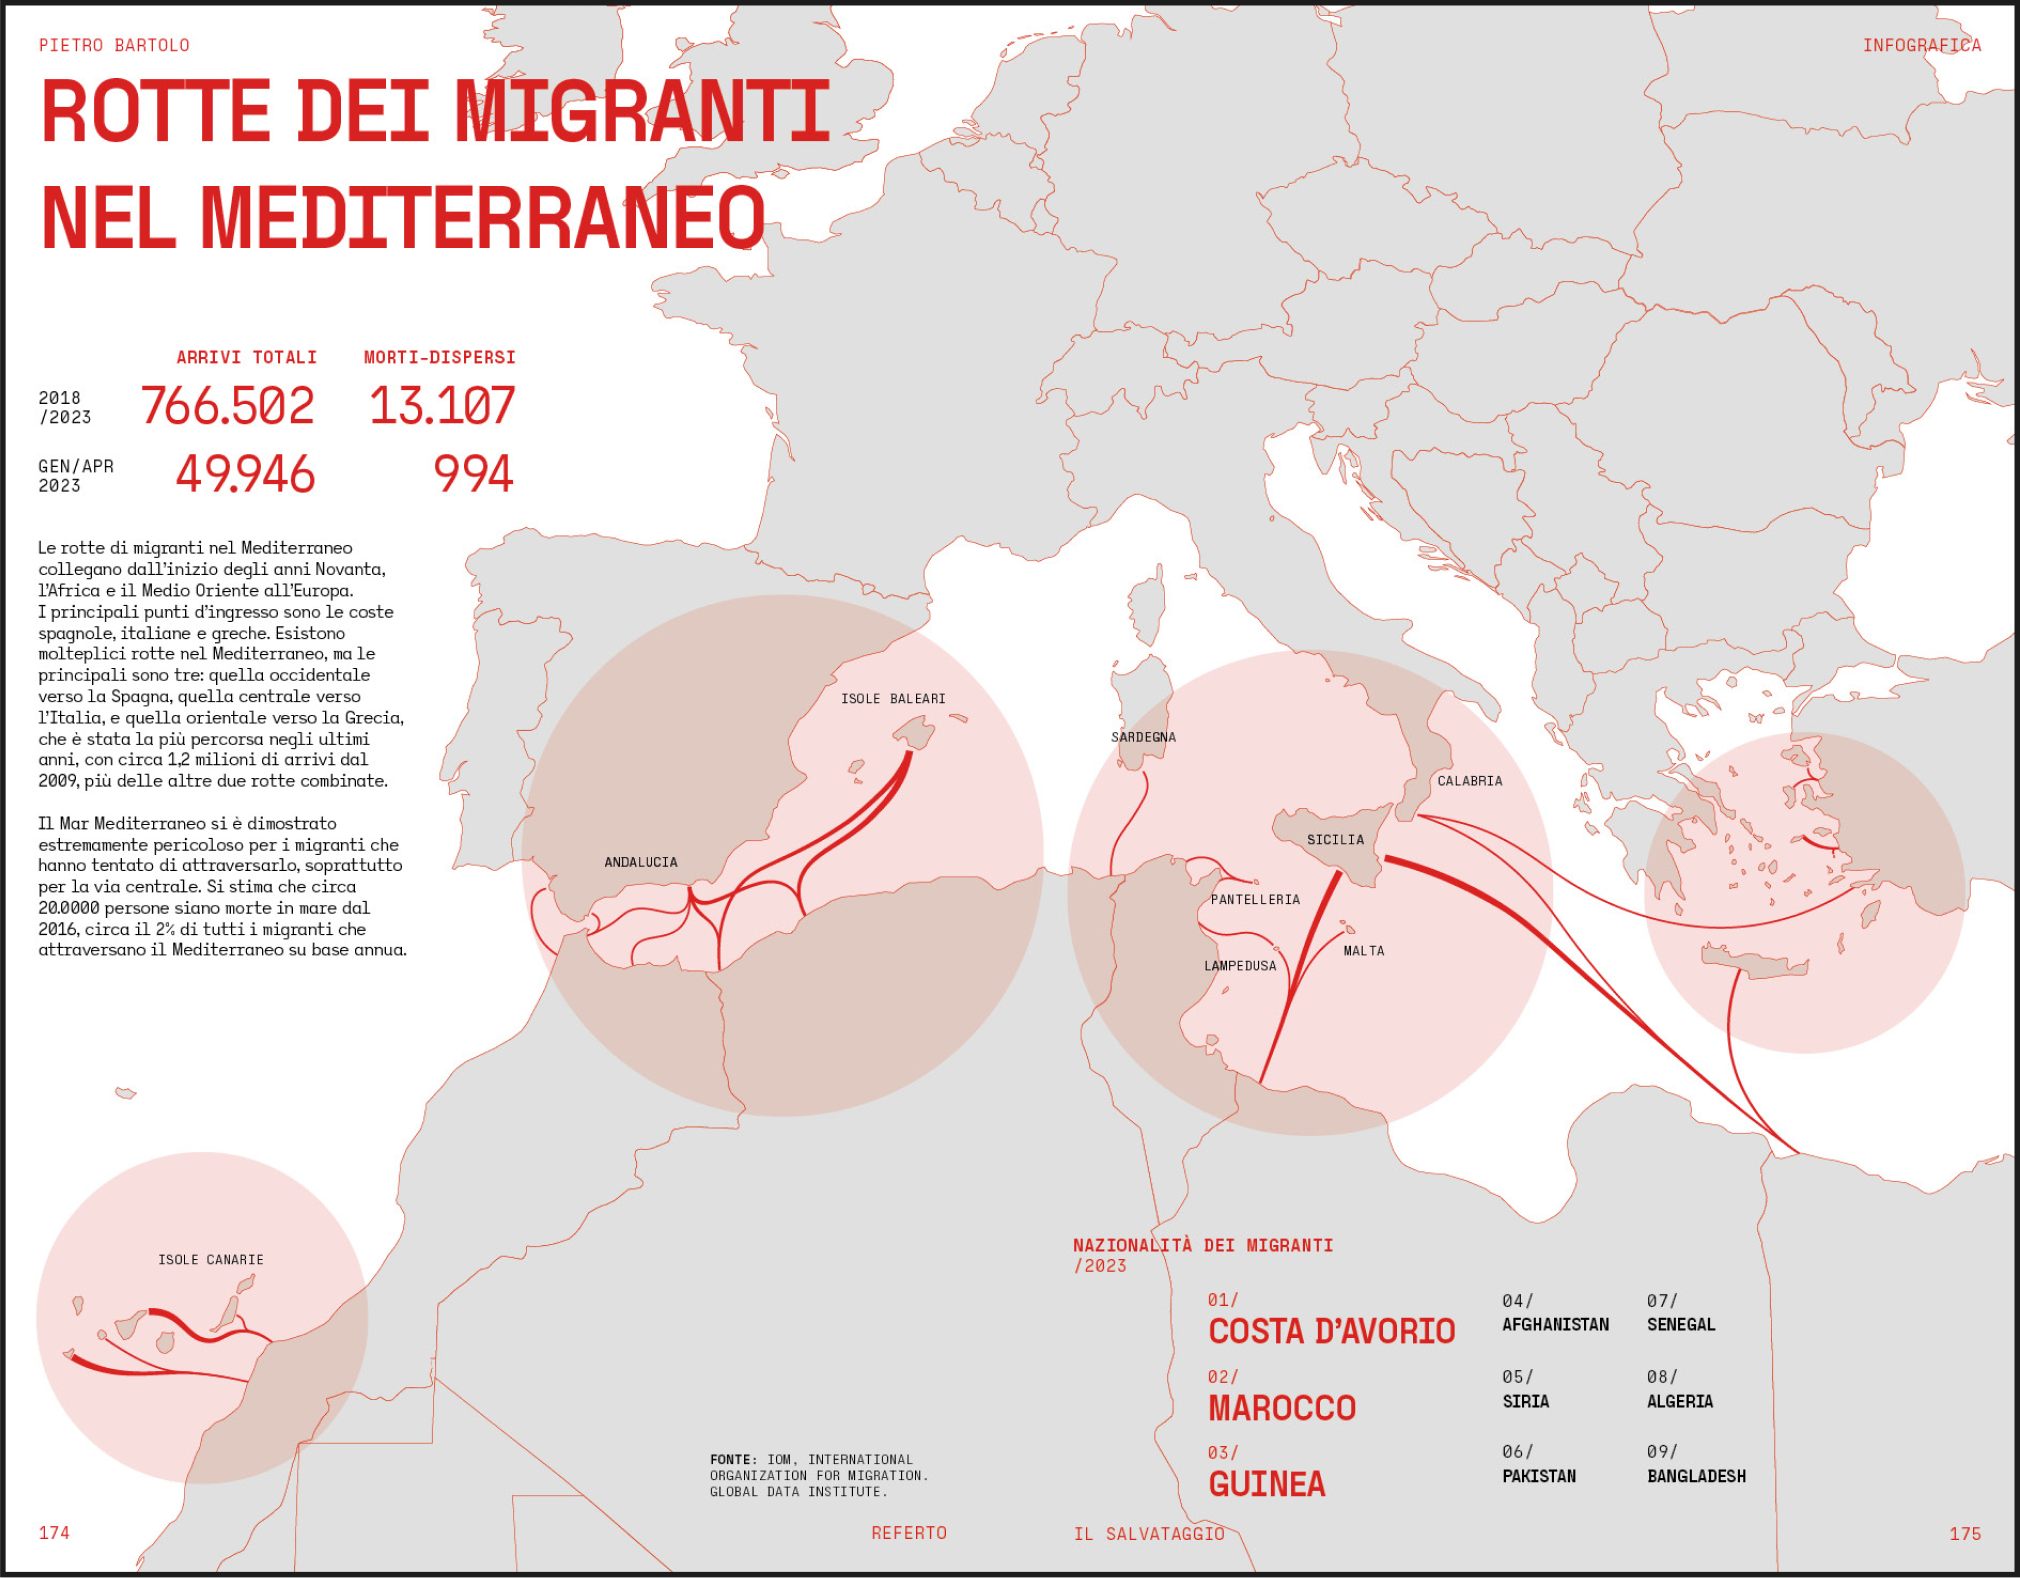 PIETRO BARTOLO
INFOGRAFICA
ROTTE DEI MIGRANTI
NEL MEDITERRANEO
ARRIVI TOTALI
MORTI-DISPERSI
2018
/2023
766.502
13.107
GEN/APR
2023
49.946
994
Le rotte di migranti nel Mediterraneo
collegano dall'inizio degli anni Novanta,
l'Africa e il Medio Oriente all'Europa.
I principali punti d'ingresso sono le coste
spagnole, italiane e greche. Esistono
molteplici rotte nel Mediterraneo, ma le
principali sono tre: quella occidentale
verso la Spagna, quella centrale verso
l'Italia, e quella orientale verso la Grecia,
che è stata la più percorsa negli ultimi
anni, con circa 1,2 milioni di arrivi dal
2009, più delle altre due rotte combinate.
Il Mar Mediterraneo si è dimostrato
estremamente pericoloso per i migranti che
hanno tentato di attraversarlo, soprattutto
per la via centrale. Si stima che circa
20.0000 persone siano morte in mare dal
2016, circa il 2% di tutti i migranti che
attraversano il Mediterraneo su base annua.
ISOLE BALEARI
ANDALUCIA
SARDEGNA
CALABRIA
SICILIA
PANTELLERIA
LAMPEDUSA
MALTA
ISOLE CANARIE
NAZIONALITÀ DEI MIGRANTI
/2023
01/
COSTA D'AVORIO
02/
MAROCCO
03/
GUINEA
04/
AFGHANISTAN
05/
SIRIA
06/
PAKISTAN
07/
SENEGAL
08/
ALGERIA
09/
BANGLADESH
FONTE: IOM, INTERNATIONAL
ORGANIZATION FOR MIGRATION.
GLOBAL DATA INSTITUTE.
174
REFERTO
IL SALVATAGGIO
175